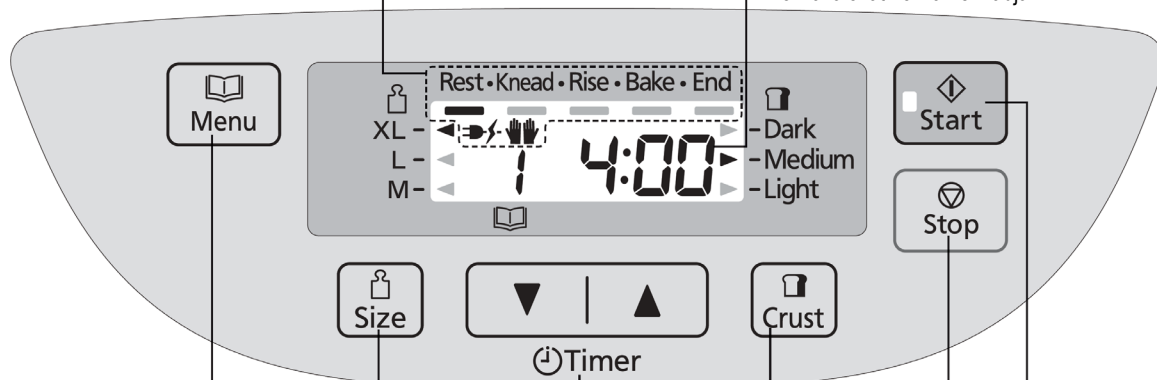 Rest • Knead • Rise • Bake • End
Menu
XL
L
M
1
4:00
Dark
Medium
Light
Start
Stop
Size
Crust
Timer